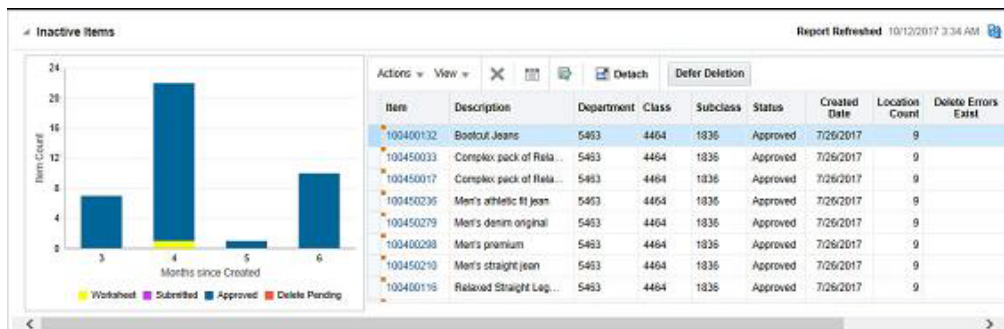 Inactive Items
Report Refreshed 10/12/2017 3:34 AM
24
20
16
12
8
4
0
Item Count
3 4 5 6
Months since Created
Worksheet Submitted Approved Delete Pending
Actions View Detach Defer Deletion
Item Description Department Class Subclass Status Created Date Location Count Delete Errors Exist
100400132 Bootcut Jeans 5463 4464 1836 Approved 7/26/2017 9
100450033 Complex pack of Rela... 5463 4464 1836 Approved 7/26/2017 9
100450017 Complex pack of Rela... 5463 4464 1836 Approved 7/26/2017 9
100450236 Men's athletic fit jean 5463 4464 1836 Approved 7/26/2017 9
100450279 Men's denim original 5463 4464 1836 Approved 7/26/2017 9
100400298 Men's premium 5463 4464 1836 Approved 7/26/2017 9
100450210 Men's straight jean 5463 4464 1836 Approved 7/26/2017 9
100400116 Relaxed Straight Leg... 5463 4464 1836 Approved 7/26/2017 9